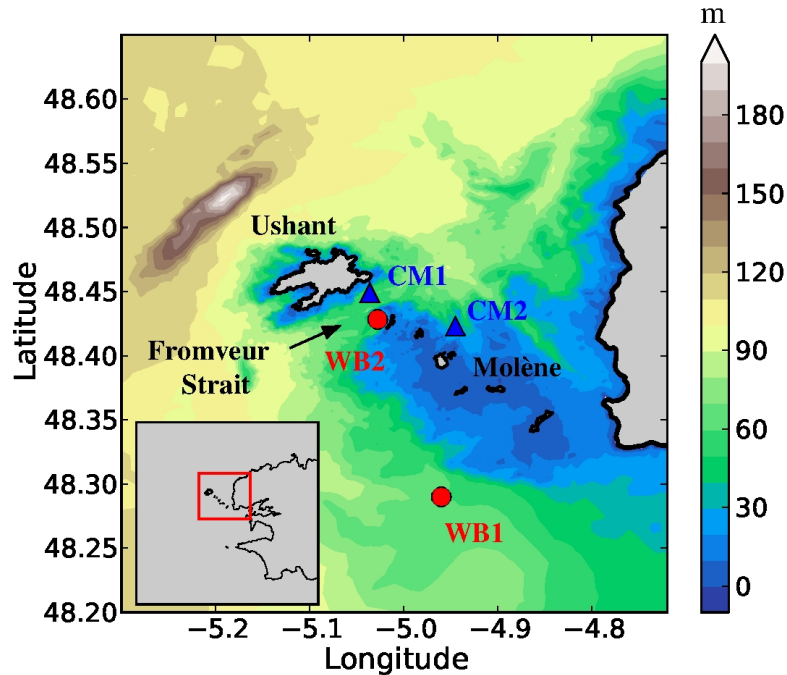 m
48.60
48.55
48.50
48.45
48.40
48.35
48.30
48.25
48.20
Latitude
−5.2
−5.1
−5.0
−4.9
−4.8
Longitude
Ushant
CM1
CM2
WB2
Fromveur
Strait
Molène
WB1
180
150
120
90
60
30
0